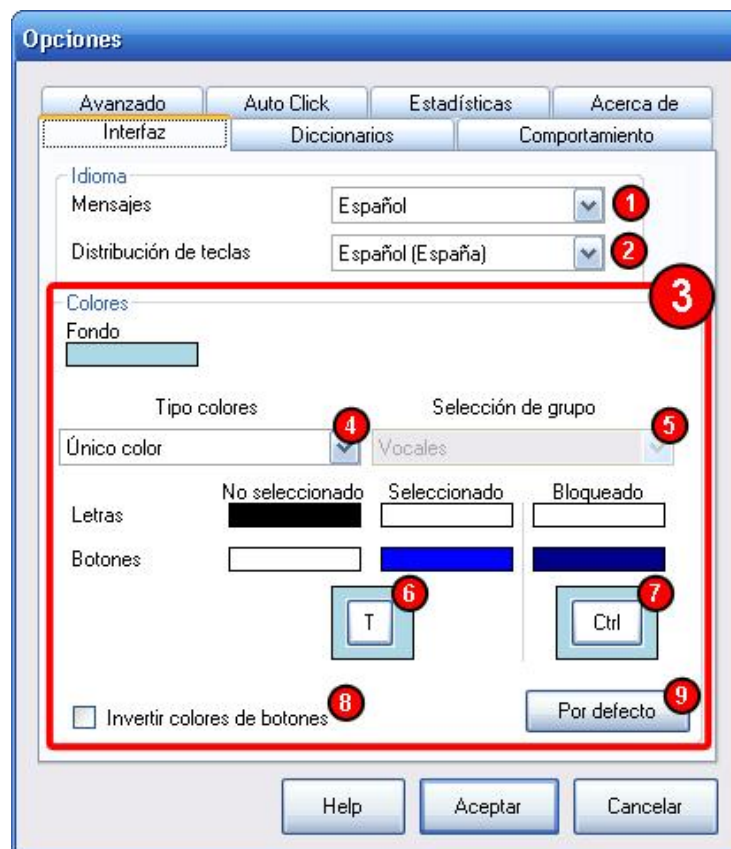 Opciones
Avanzado Auto Click Estadísticas Acerca de
Interfaz Diccionarios Comportamiento
Idioma
Mensajes Español 1
Distribución de teclas Español (España) 2
3
Colores
Fondo
Tipo colores Selección de grupo
Único color 4 Vocales 5
No seleccionado Seleccionado Bloqueado
Letras
Botones
6 7
T Ctrl
Invertir colores de botones 8 Por defecto 9
Help Aceptar Cancelar